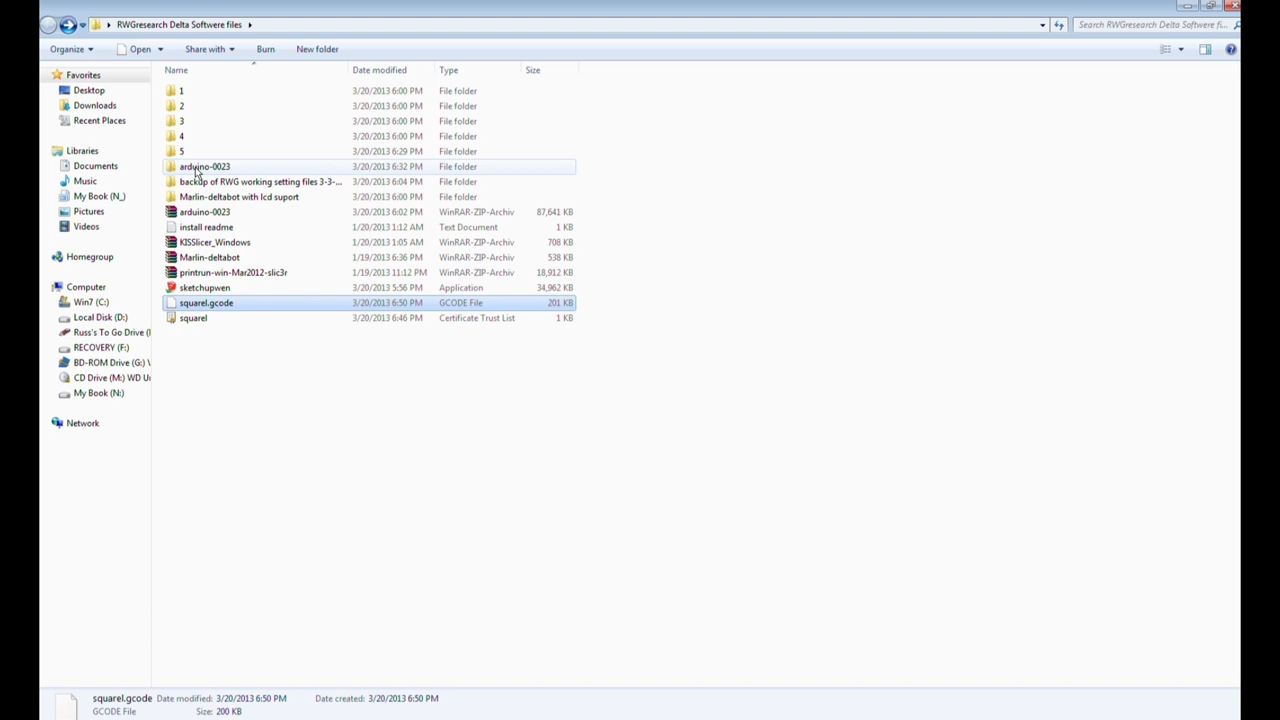 RWGresearch Delta Softwere files
Search RWGresearch Delta Softwere fi...
Organize Open Share with Burn New folder
Name Date modified Type Size
Favorites
Desktop
Downloads
Recent Places
Libraries
Documents
Music
My Book (N_)
Pictures
Videos
Homegroup
Computer
Win7 (C:)
Local Disk (D:)
Russ's To Go Drive (
RECOVERY (F:)
BD-ROM Drive (G:) V
CD Drive (M:) WD Un
My Book (N:)
Network
1 3/20/2013 6:00 PM File folder
2 3/20/2013 6:00 PM File folder
3 3/20/2013 6:00 PM File folder
4 3/20/2013 6:00 PM File folder
5 3/20/2013 6:29 PM File folder
arduino-0023 3/20/2013 6:32 PM File folder
backup of RWG working setting files 3-3-... 3/20/2013 6:04 PM File folder
Marlin-deltabot with lcd suport 3/20/2013 6:00 PM File folder
arduino-0023 3/20/2013 6:02 PM WinRAR-ZIP-Archiv 87,641 KB
install readme 1/20/2013 1:12 AM Text Document 1 KB
KISSlicer_Windows 1/20/2013 1:05 AM WinRAR-ZIP-Archiv 708 KB
Marlin-deltabot 1/19/2013 6:36 PM WinRAR-ZIP-Archiv 538 KB
printrun-win-Mar2012-slic3r 1/19/2013 11:12 PM WinRAR-ZIP-Archiv 18,912 KB
sketchupwen 3/20/2013 5:56 PM Application 34,962 KB
squarel.gcode 3/20/2013 6:50 PM GCODE File 201 KB
squarel 3/20/2013 6:46 PM Certificate Trust List 1 KB
squarel.gcode Date modified: 3/20/2013 6:50 PM Date created: 3/20/2013 6:50 PM
GCODE File Size: 200 KB